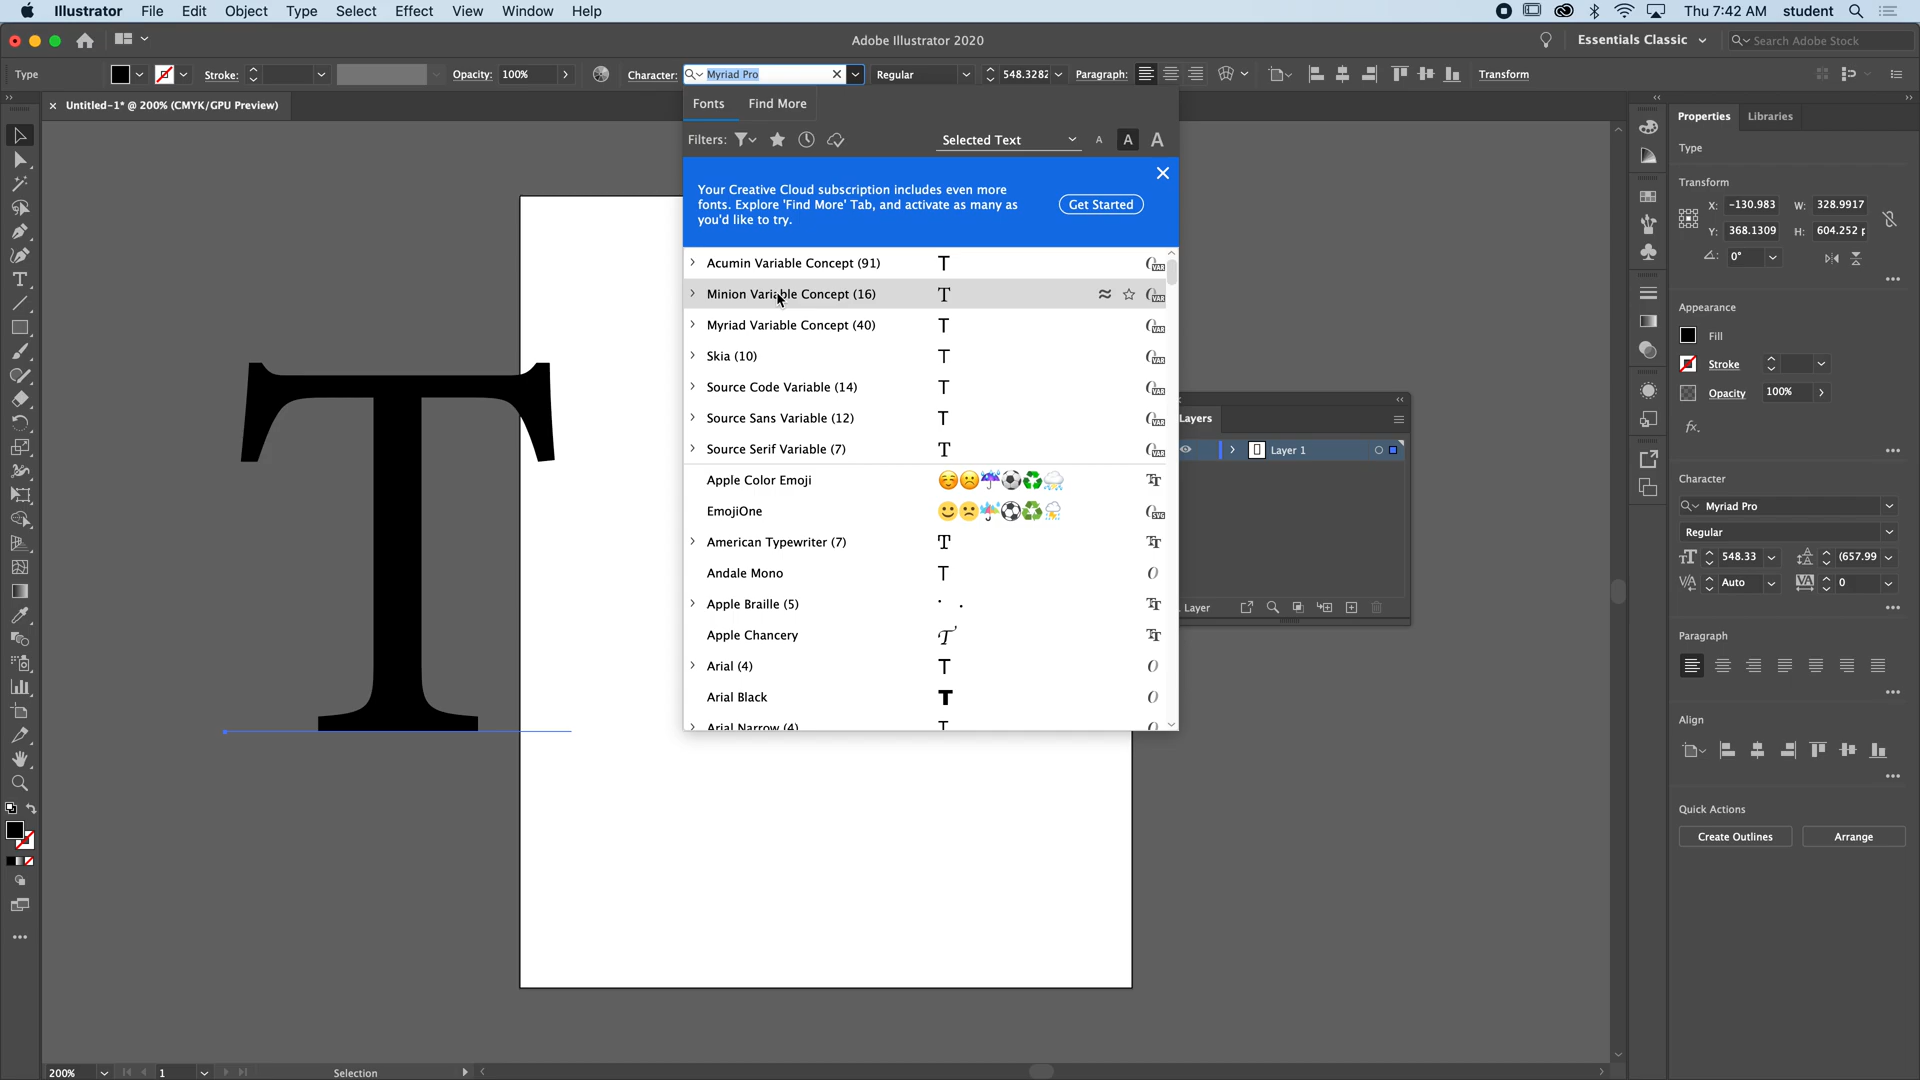 Illustrator File Edit Object Type Select Effect View Window Help Thu 7:42 AM student
Adobe Illustrator 2020 Essentials Classic Search Adobe Stock
Type Stroke: Opacity: 100% Character: Myriad Pro Regular 548.3282 Paragraph: Transform
Untitled-1* @ 200% (CMYK/GPU Preview)
Fonts Find More
Filters: Selected Text A A A
Your Creative Cloud subscription includes even more
fonts. Explore 'Find More' Tab, and activate as many as
you'd like to try.
Get Started
Acumin Variable Concept (91) T
Minion Variable Concept (16) T
Myriad Variable Concept (40) T
Skia (10) T
Source Code Variable (14) T
Source Sans Variable (12) T
Source Serif Variable (7) T
Apple Color Emoji
EmojiOne
American Typewriter (7) T
Andale Mono T
Apple Braille (5)
Apple Chancery T
Arial (4) T
Arial Black T
Arial Narrow (4) T
T
Layers
Layer 1
Layer
Properties Libraries
Type
Transform
X: -130.983 W: 328.9917
Y: 368.1309 H: 604.252 p
0°
Appearance
Fill
Stroke
Opacity 100%
fx.
Character
Myriad Pro
Regular
548.33 (657.99
Auto 0
Paragraph
Align
Quick Actions
Create Outlines Arrange
200% 1 Selection